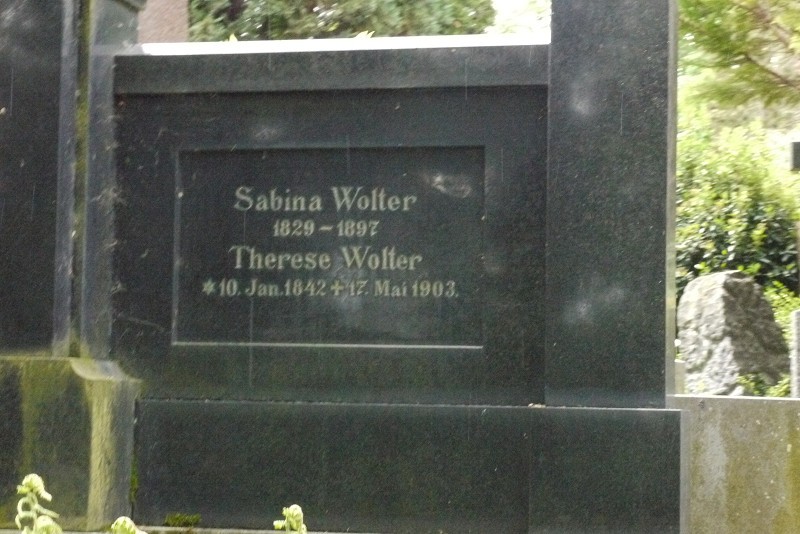 Sabina Wolter
1829 – 1897
Therese Wolter
*10. Jan. 1842 ✝ 17. Mai 1903.